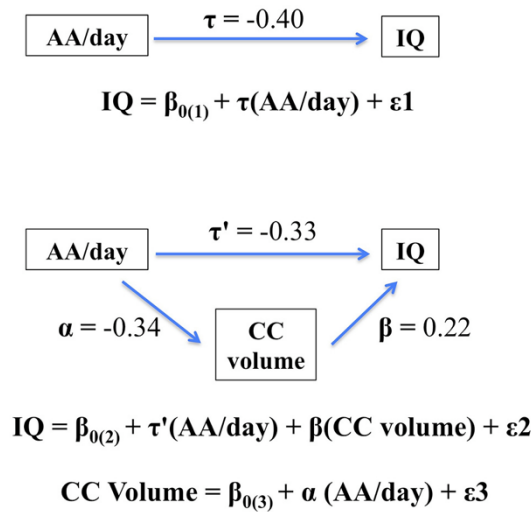 τ = -0.40
AA/day IQ
IQ = β0(1) + τ(AA/day) + ε1
τ' = -0.33
AA/day IQ
α = -0.34 CC volume β = 0.22
IQ = β0(2) + τ'(AA/day) + β(CC volume) + ε2
CC Volume = β0(3) + α (AA/day) + ε3